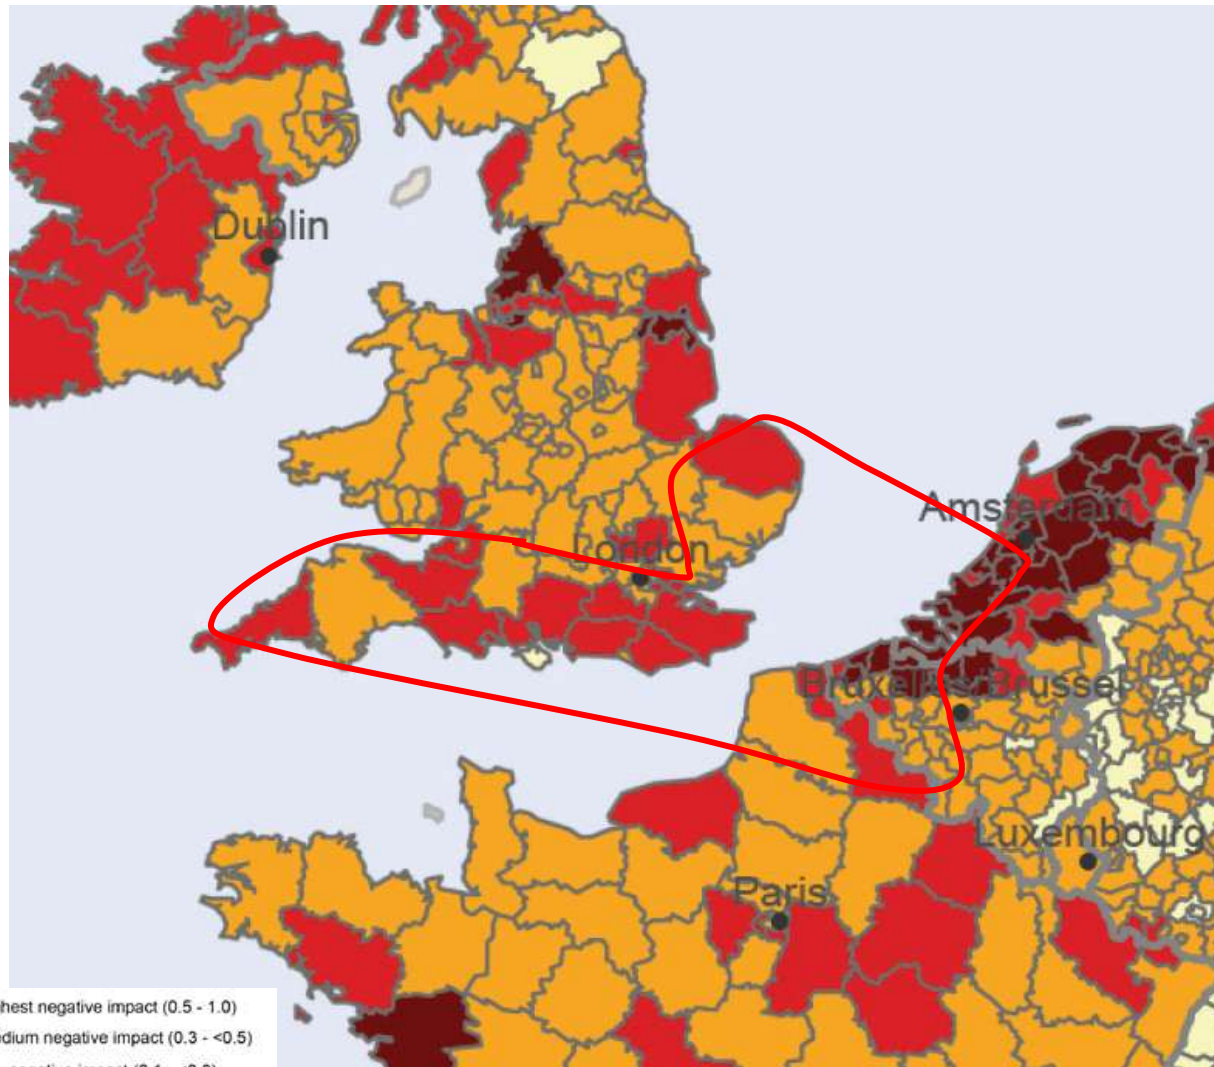 Dublin
Amsterdam
London
Bruxelles/Brussel
Luxembourg
Paris
hest negative impact (0.5 - 1.0)
edium negative impact (0.3 - <0.5)